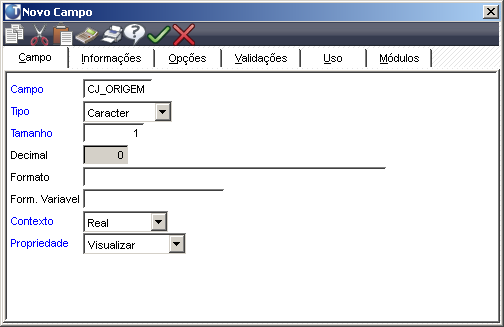 Novo Campo
Campo Informações Opções Validações Uso Módulos
Campo CJ_ORIGEM
Tipo Caracter
Tamanho 1
Decimal 0
Formato
Form. Variavel
Contexto Real
Propriedade Visualizar